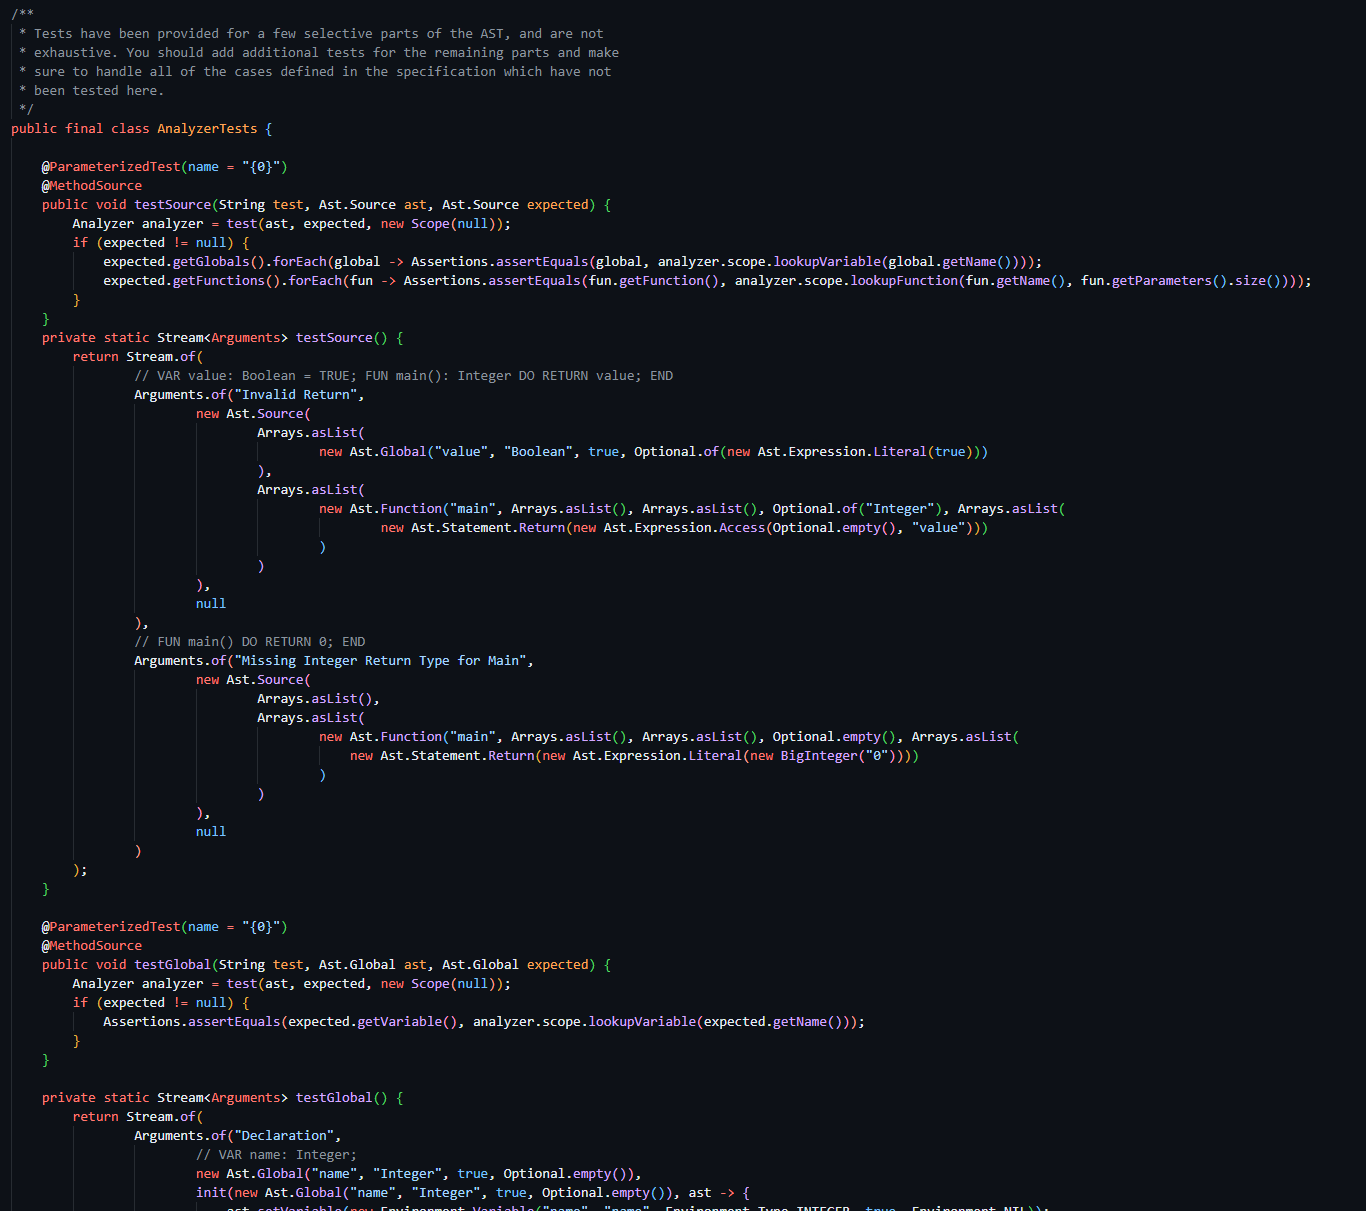 /**
 * Tests have been provided for a few selective parts of the AST, and are not
 * exhaustive. You should add additional tests for the remaining parts and make
 * sure to handle all of the cases defined in the specification which have not
 * been tested here.
 */
public final class AnalyzerTests {

    @ParameterizedTest(name = "{0}")
    @MethodSource
    public void testSource(String test, Ast.Source ast, Ast.Source expected) {
        Analyzer analyzer = test(ast, expected, new Scope(null));
        if (expected != null) {
            expected.getGlobals().forEach(global -> Assertions.assertEquals(global, analyzer.scope.lookupVariable(global.getName())));
            expected.getFunctions().forEach(fun -> Assertions.assertEquals(fun.getFunction(), analyzer.scope.lookupFunction(fun.getName(), fun.getParameters().size())));
        }
    }
    private static Stream<Arguments> testSource() {
        return Stream.of(
                // VAR value: Boolean = TRUE; FUN main(): Integer DO RETURN value; END
                Arguments.of("Invalid Return",
                        new Ast.Source(
                                Arrays.asList(
                                        new Ast.Global("value", "Boolean", true, Optional.of(new Ast.Expression.Literal(true)))
                                ),
                                Arrays.asList(
                                        new Ast.Function("main", Arrays.asList(), Arrays.asList(), Optional.of("Integer"), Arrays.asList(
                                                new Ast.Statement.Return(new Ast.Expression.Access(Optional.empty(), "value")))
                                        )
                                )
                        ),
                        null
                ),
                // FUN main() DO RETURN 0; END
                Arguments.of("Missing Integer Return Type for Main",
                        new Ast.Source(
                                Arrays.asList(),
                                Arrays.asList(
                                        new Ast.Function("main", Arrays.asList(), Arrays.asList(), Optional.empty(), Arrays.asList(
                                            new Ast.Statement.Return(new Ast.Expression.Literal(new BigInteger("0"))))
                                        )
                                )
                        ),
                        null
                )
        );
    }

    @ParameterizedTest(name = "{0}")
    @MethodSource
    public void testGlobal(String test, Ast.Global ast, Ast.Global expected) {
        Analyzer analyzer = test(ast, expected, new Scope(null));
        if (expected != null) {
            Assertions.assertEquals(expected.getVariable(), analyzer.scope.lookupVariable(expected.getName()));
        }
    }

    private static Stream<Arguments> testGlobal() {
        return Stream.of(
                Arguments.of("Declaration",
                        // VAR name: Integer;
                        new Ast.Global("name", "Integer", true, Optional.empty()),
                        init(new Ast.Global("name", "Integer", true, Optional.empty()), ast -> {
                            ast.setVariable(new Environment.Variable("name", "name", Environment.Type.INTEGER, true, Environment.NIL));